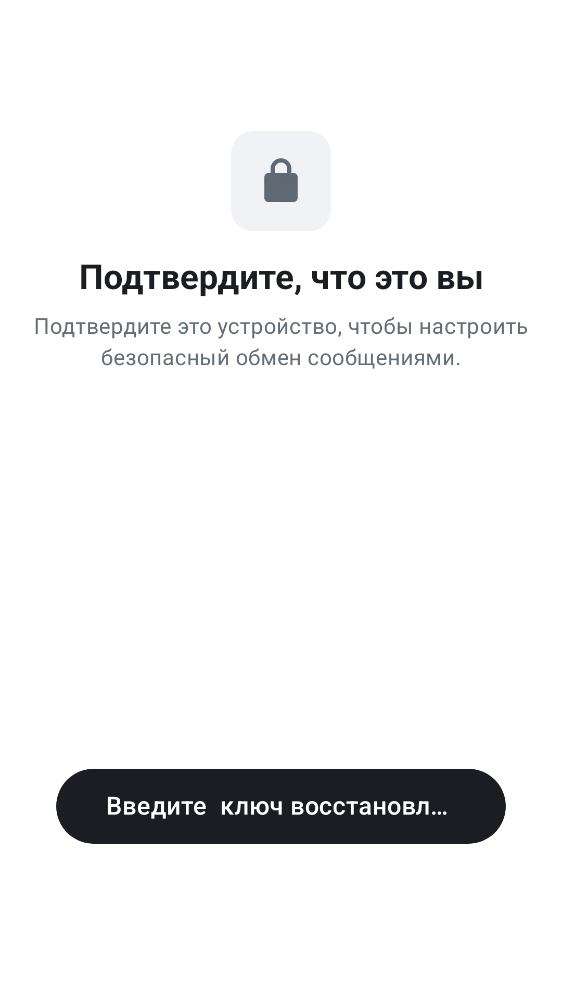 Подтвердите, что это вы
Подтвердите это устройство, чтобы настроить
безопасный обмен сообщениями.
Введите  ключ восстановл…